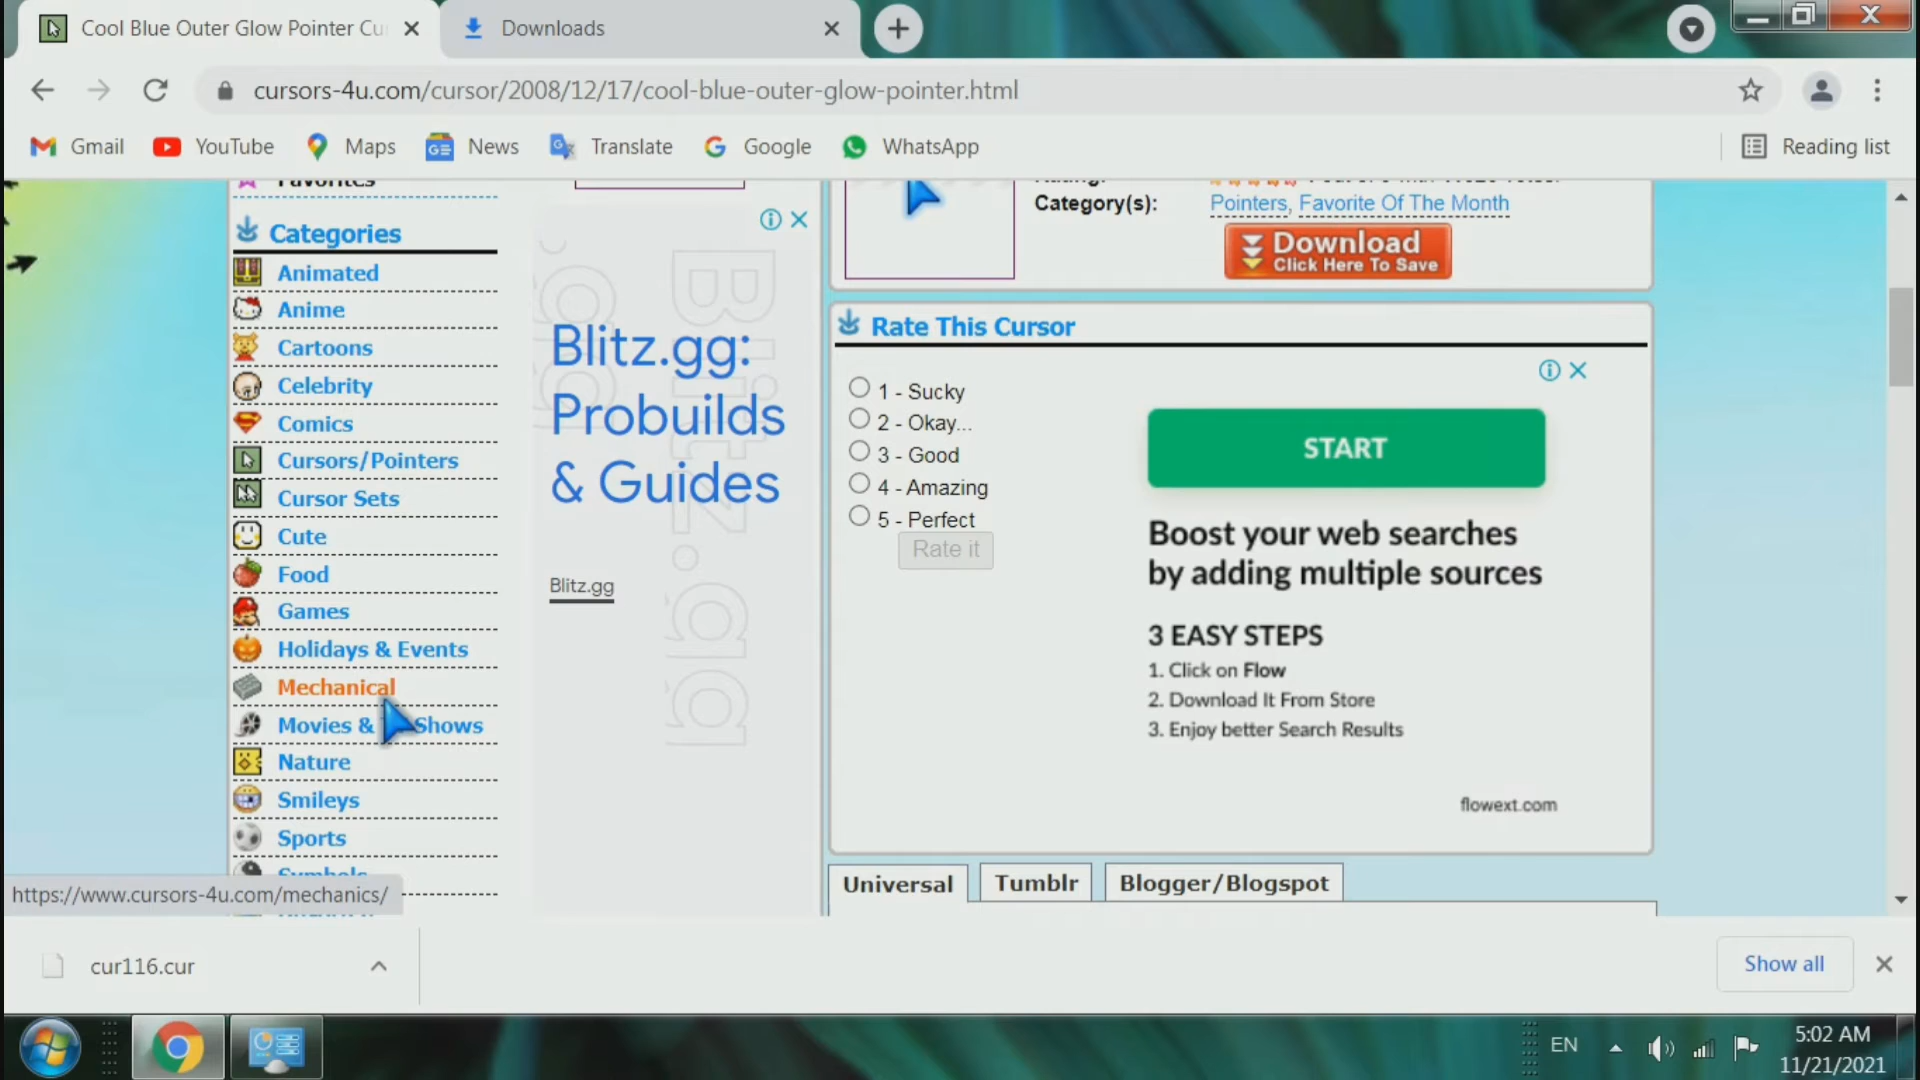 Cool Blue Outer Glow Pointer Cu
Downloads
cursors-4u.com/cursor/2008/12/17/cool-blue-outer-glow-pointer.html
Gmail
YouTube
Maps
News
Translate
Google
WhatsApp
Reading list
Favorites
Categories
Animated
Anime
Cartoons
Celebrity
Comics
Cursors/Pointers
Cursor Sets
Cute
Food
Games
Holidays & Events
Mechanical
Movies & Shows
Nature
Smileys
Sports
Symbols
https://www.cursors-4u.com/mechanics/
Blitz.gg:
Probuilds
& Guides
Blitz.gg
Category(s): Pointers, Favorite Of The Month
Download
Click Here To Save
Rate This Cursor
1 - Sucky
2 - Okay...
3 - Good
4 - Amazing
5 - Perfect
Rate it
START
Boost your web searches
by adding multiple sources
3 EASY STEPS
1. Click on Flow
2. Download It From Store
3. Enjoy better Search Results
flowext.com
Universal
Tumblr
Blogger/Blogspot
cur116.cur
Show all
EN
5:02 AM
11/21/2021